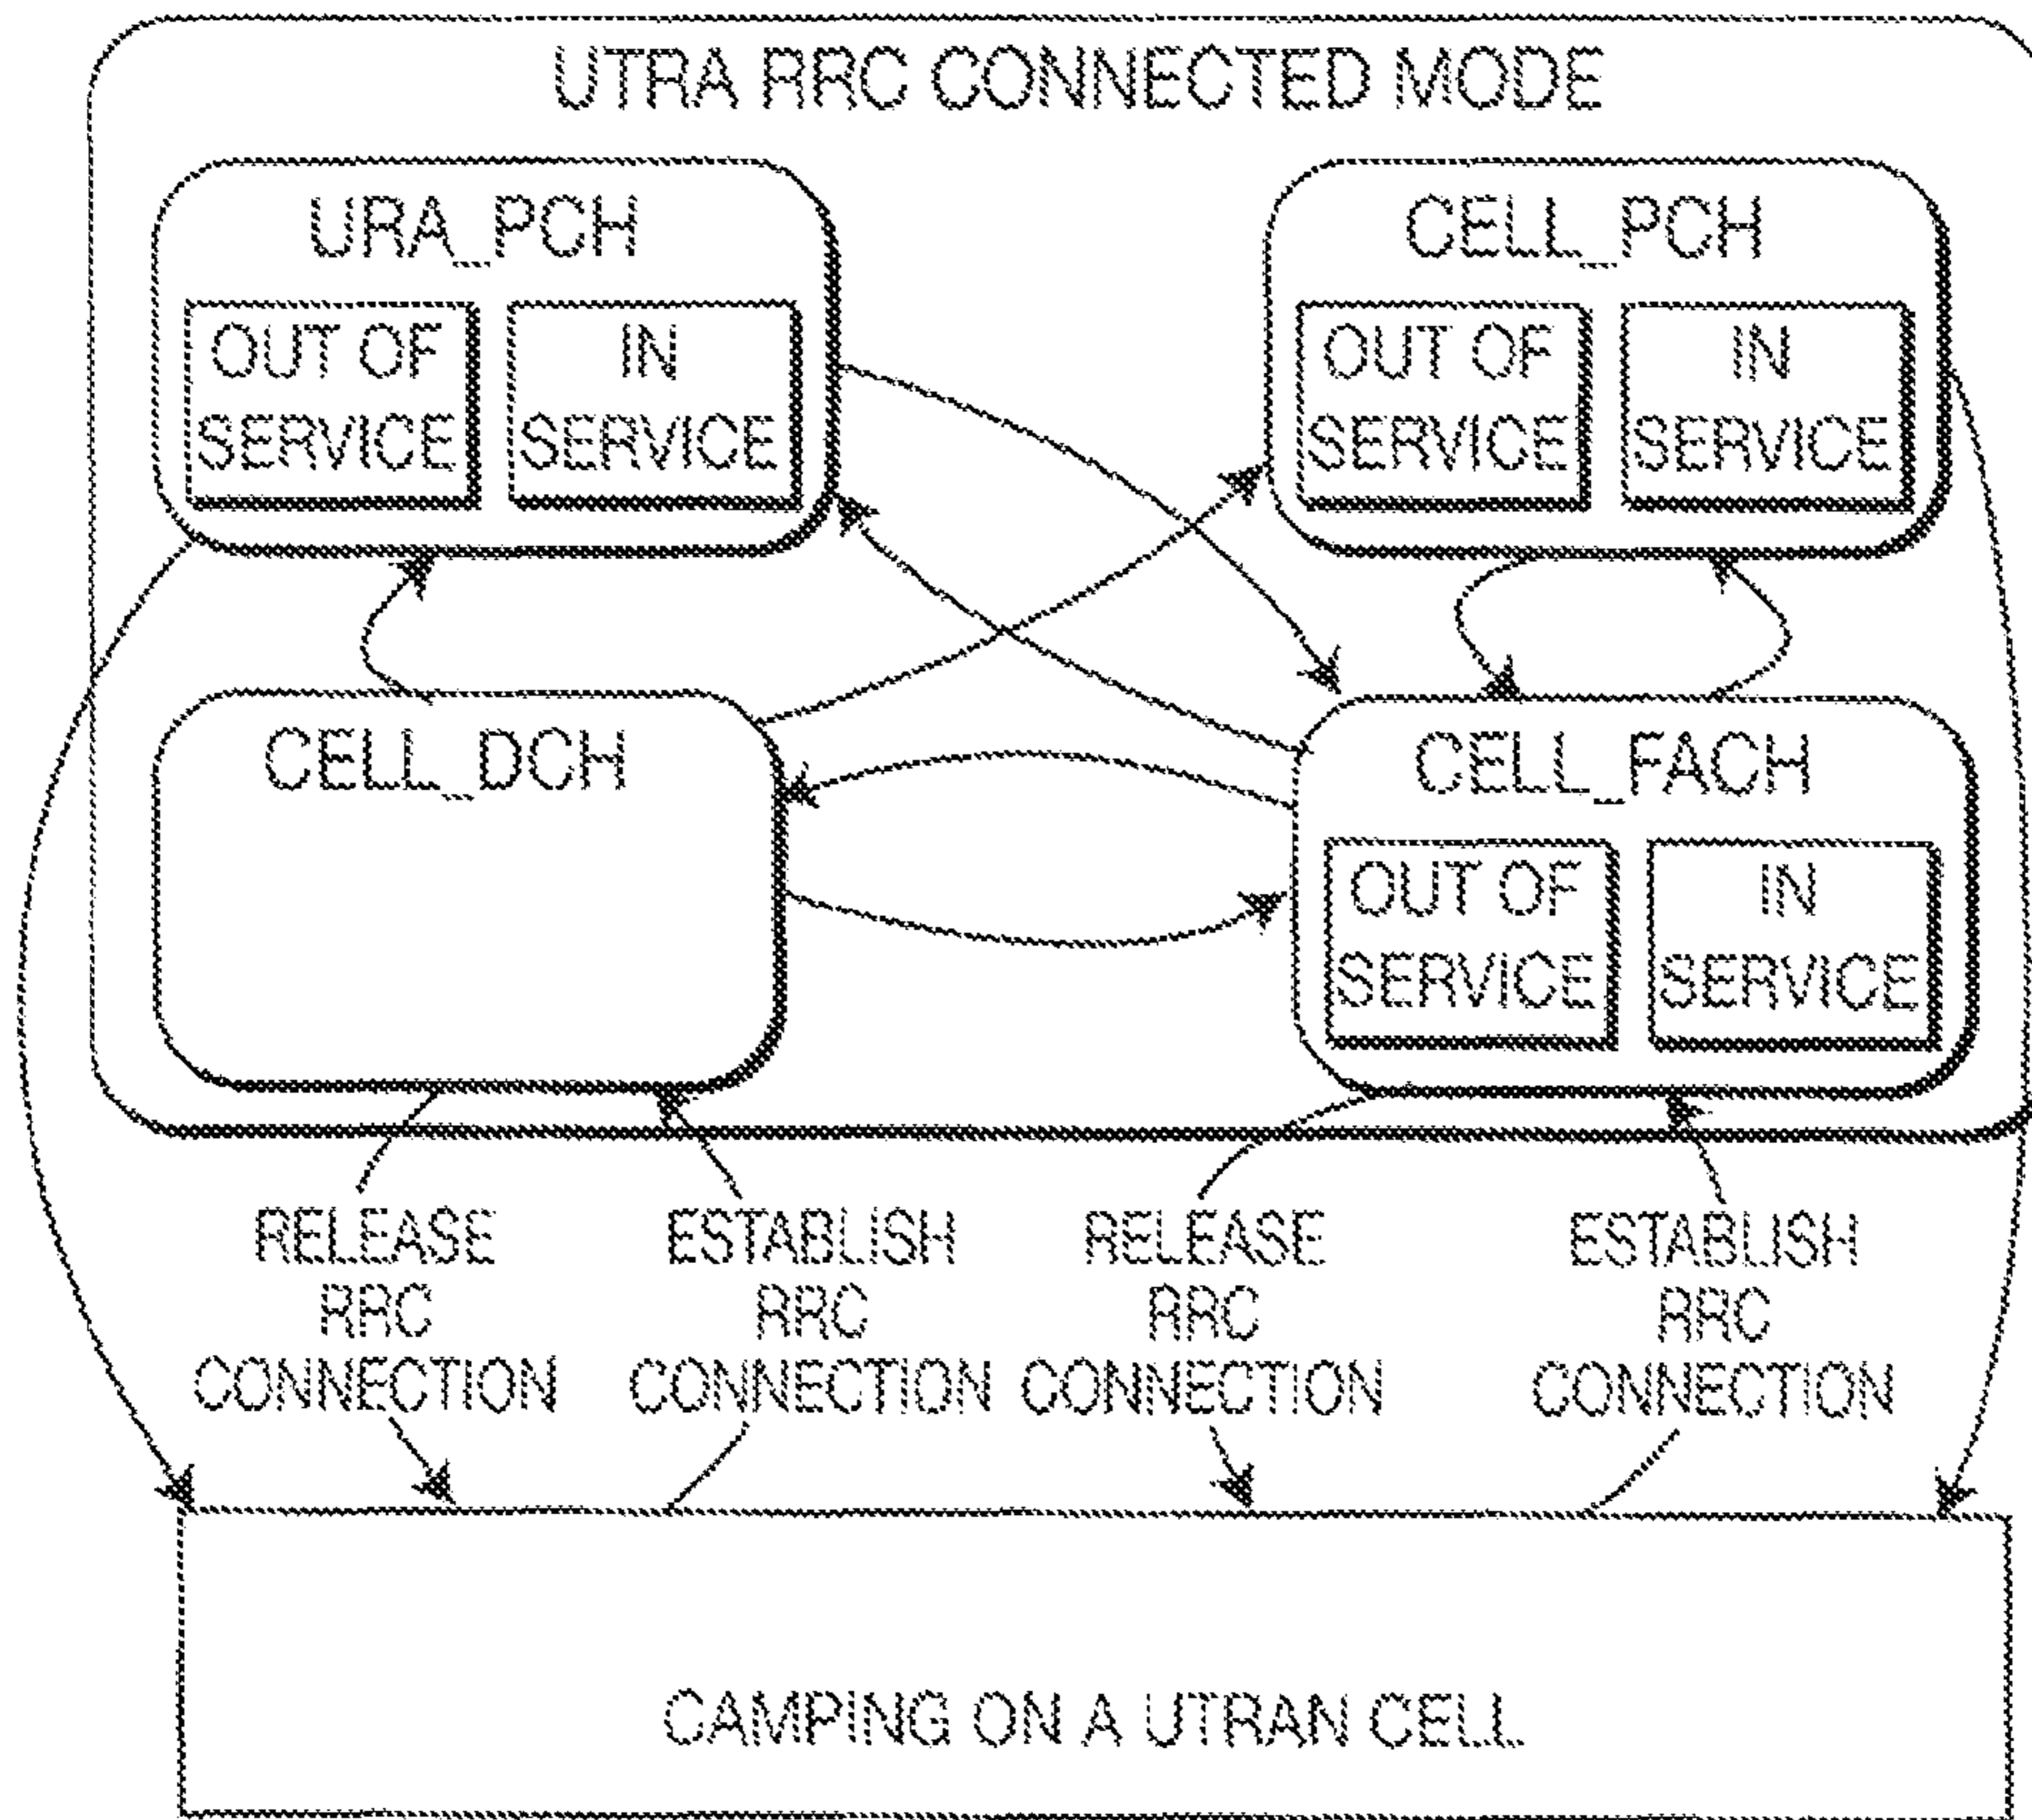 UTRA RRC CONNECTED MODE
URA_PCH
OUT OF
SERVICE
IN
SERVICE
CELL_PCH
OUT OF
SERVICE
IN
SERVICE
CELL_DCH
CELL_FACH
OUT OF
SERVICE
IN
SERVICE
RELEASE
RRC
CONNECTION
ESTABLISH
RRC
CONNECTION
RELEASE
RRC
CONNECTION
ESTABLISH
RRC
CONNECTION
CAMPING ON A UTRAN CELL